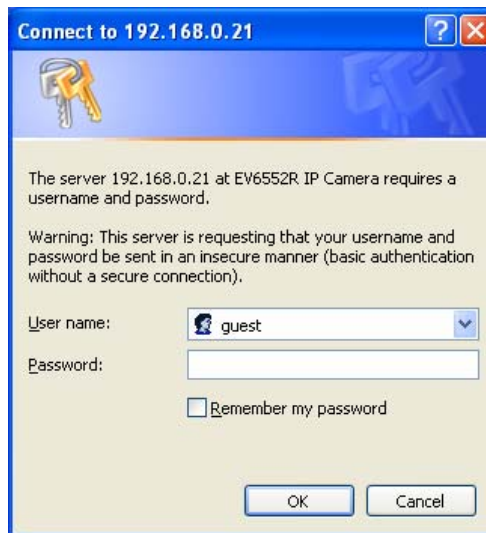 Connect to 192.168.0.21
The server 192.168.0.21 at EV6552R IP Camera requires a
username and password.
Warning: This server is requesting that your username and
password be sent in an insecure manner (basic authentication
without a secure connection).
User name:
guest
Password:
Remember my password
OK
Cancel